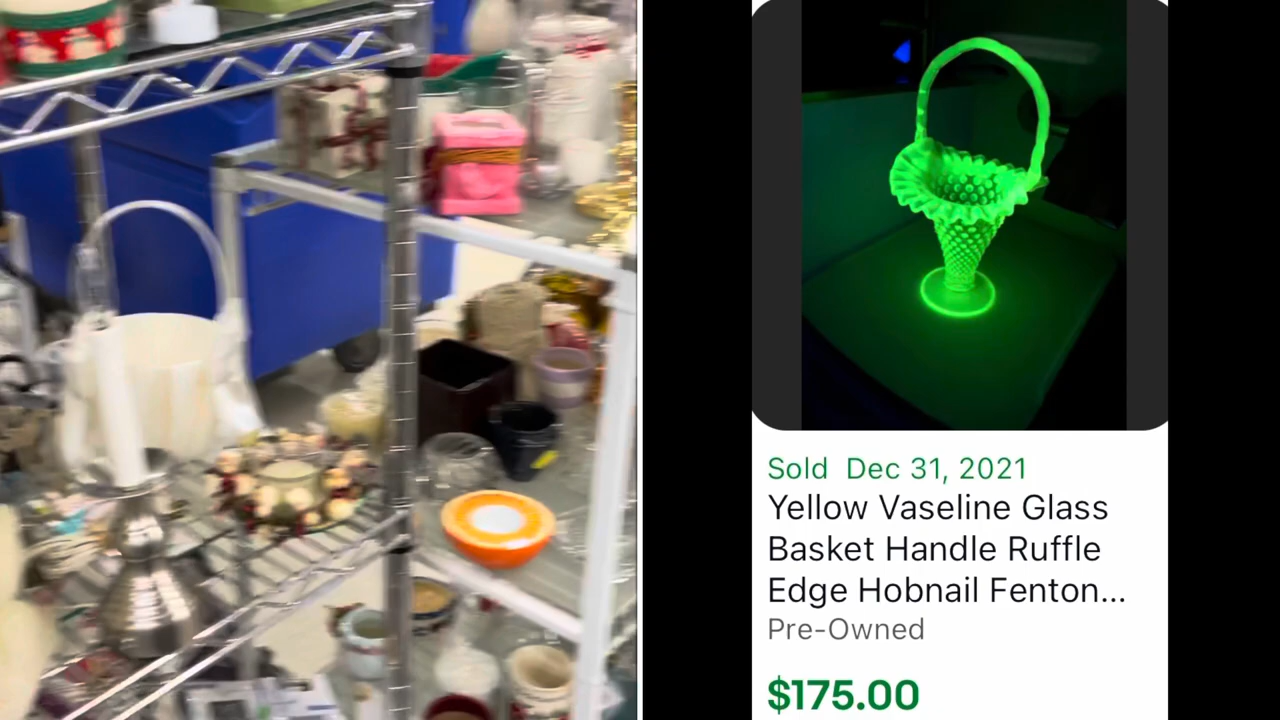 Sold Dec 31, 2021
Yellow Vaseline Glass
Basket Handle Ruffle
Edge Hobnail Fenton...
Pre-Owned
$175.00